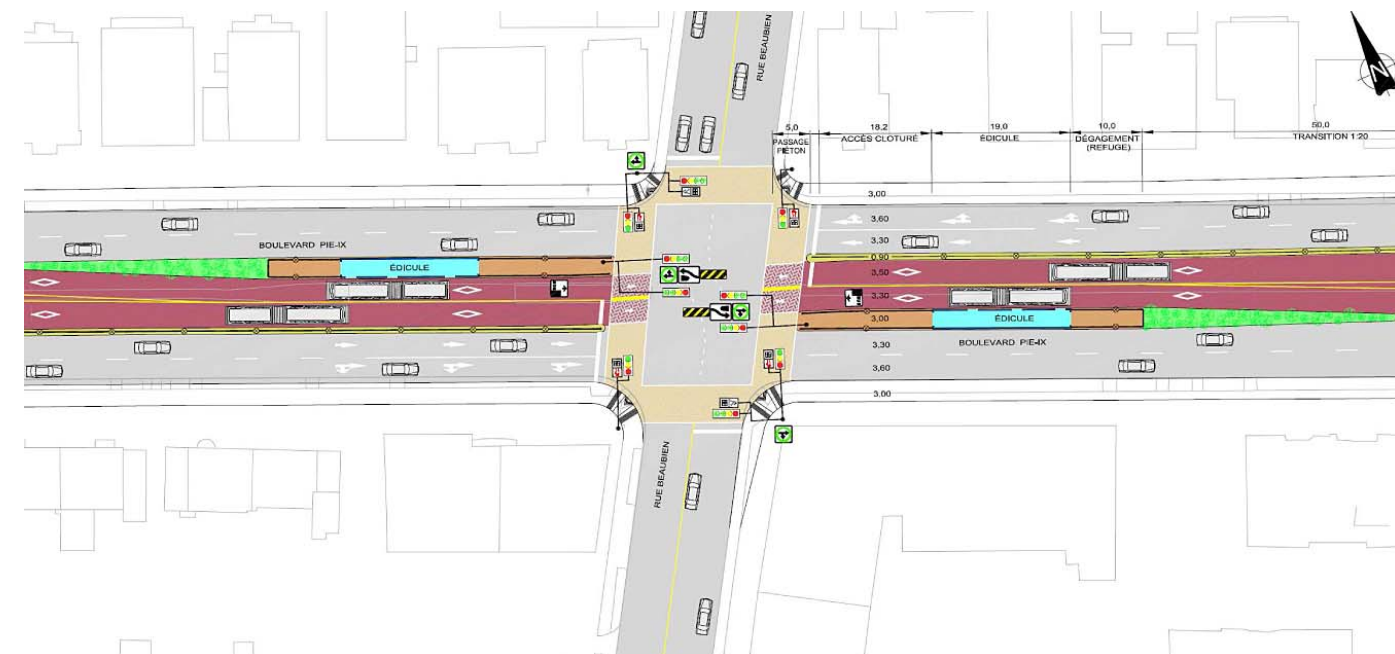 RUE BEAUBIEN
5,0
18,2
19,0
10,0
50,0
PASSAGE
PIÉTON
ACCÈS CLOTURÉ
ÉDICULE
DÉGAGEMENT
(REFUGE)
TRANSITION 1:20
N
3,00
3,60
3,30
0,90
3,50
3,30
3,00
3,30
3,60
3,00
BOULEVARD PIE-IX
ÉDICULE
ÉDICULE
BOULEVARD PIE-IX
RUE BEAUBIEN